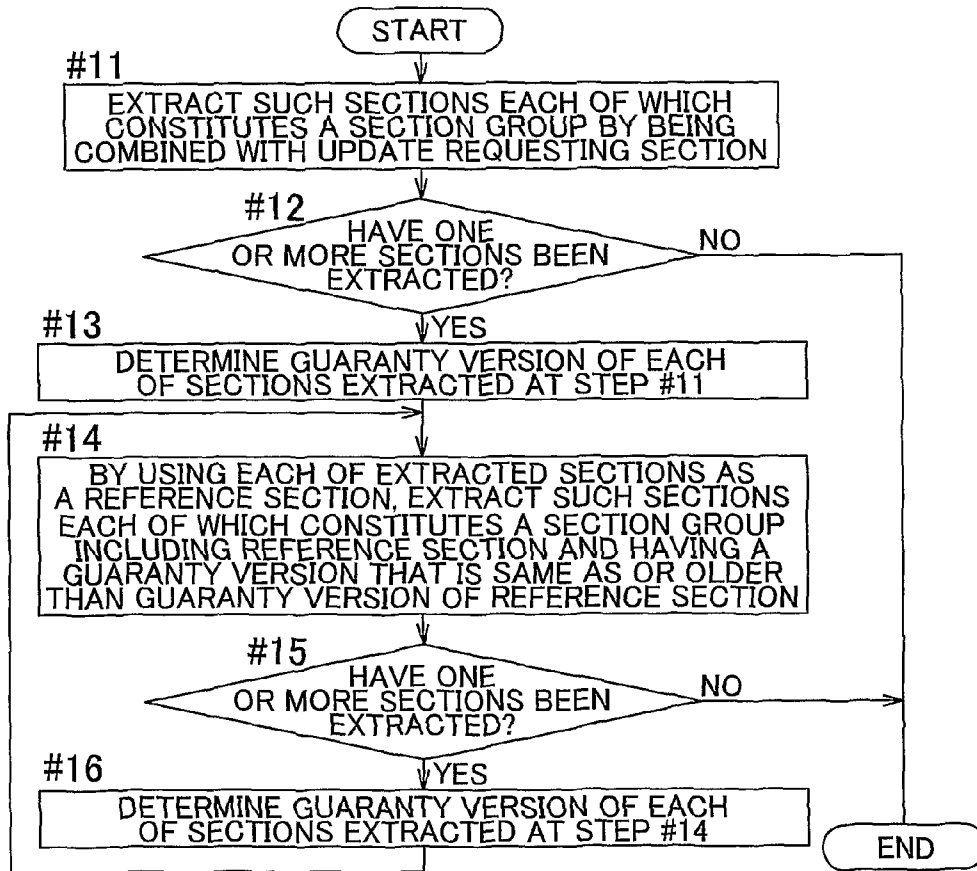 START
#11
EXTRACT SUCH SECTIONS EACH OF WHICH
CONSTITUTES A SECTION GROUP BY BEING
COMBINED WITH UPDATE REQUESTING SECTION
#12
HAVE ONE
OR MORE SECTIONS BEEN
EXTRACTED?
NO
YES
#13
DETERMINE GUARANTY VERSION OF EACH
OF SECTIONS EXTRACTED AT STEP #11
#14
BY USING EACH OF EXTRACTED SECTIONS AS
A REFERENCE SECTION, EXTRACT SUCH SECTIONS
EACH OF WHICH CONSTITUTES A SECTION GROUP
INCLUDING REFERENCE SECTION AND HAVING A
GUARANTY VERSION THAT IS SAME AS OR OLDER
THAN GUARANTY VERSION OF REFERENCE SECTION
#15
HAVE ONE
OR MORE SECTIONS BEEN
EXTRACTED?
NO
YES
#16
DETERMINE GUARANTY VERSION OF EACH
OF SECTIONS EXTRACTED AT STEP #14
END